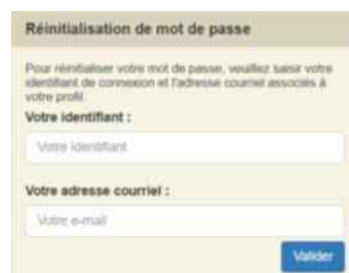 Réinitialisation de mot de passe
Pour réinitialiser votre mot de passe, veuillez saisir votre
identifiant de connexion et l'adresse courriel associés à
votre profil.
Votre identifiant :
Votre identifiant
Votre adresse courriel :
Votre e-mail
Valider